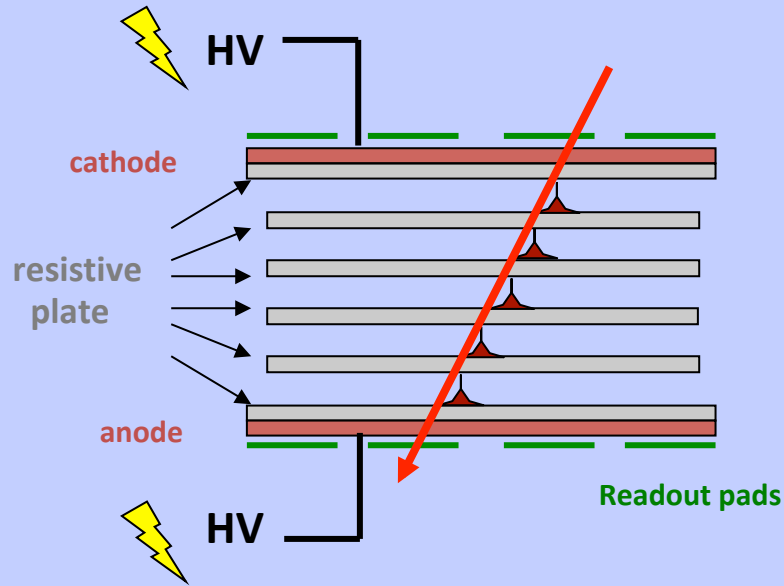 HV
cathode
resistive
plate
anode
Readout pads
HV